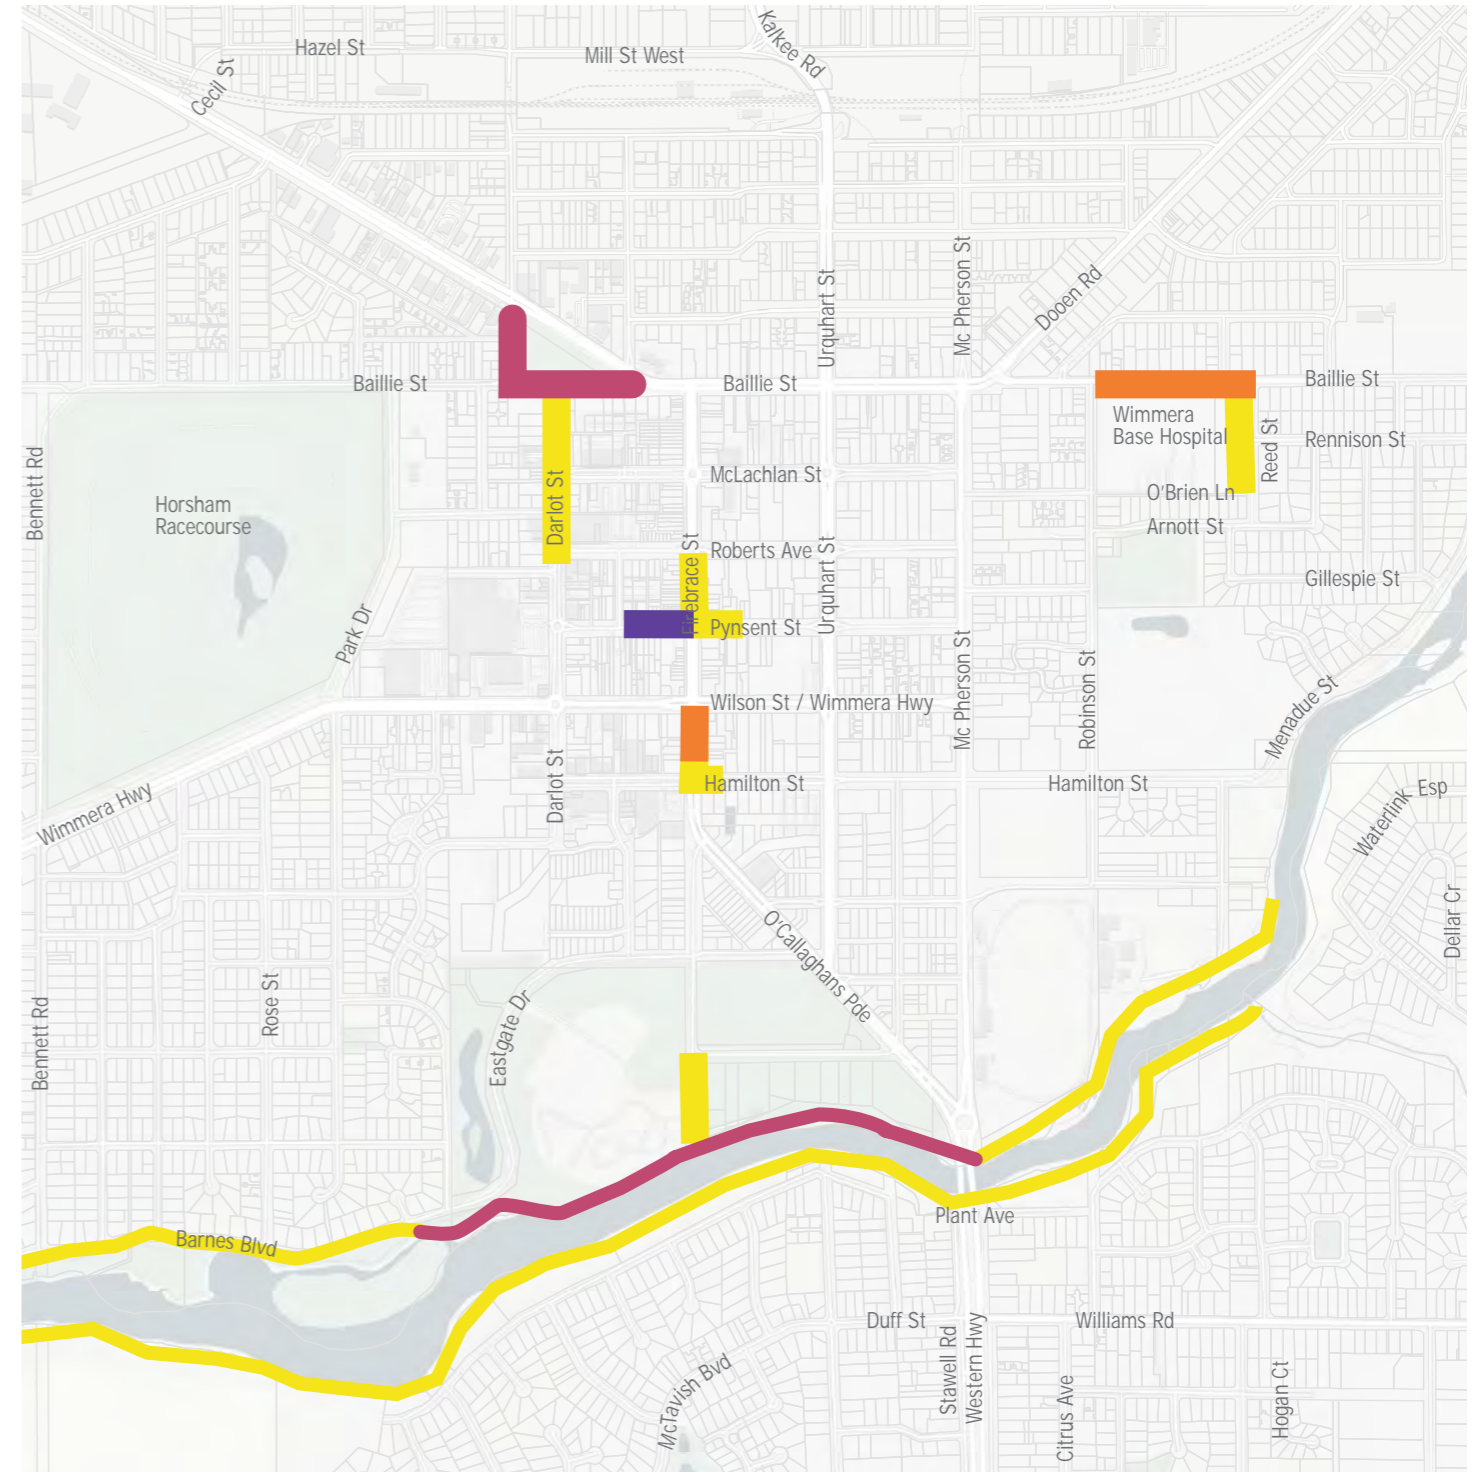 Hazel St
Mill St West
Kalkee Rd
Cecil St
Mc Pherson St
Urquhart St
Dooen Rd
Baillie St
Baillie St
Baillie St
Wimmera
Base Hospital
Reed St
Rennison St
Bennett Rd
Horsham
Racecourse
Darlot St
McLachlan St
O'Brien Ln
Arnott St
Firebrace St
Roberts Ave
Urquhart St
Gillespie St
Park Dr
Pynsent St
Mc Pherson St
Robinson St
Menadue St
Wilson St / Wimmera Hwy
Darlot St
Hamilton St
Hamilton St
Wimmera Hwy
Waterlink Esp
Dellar Cr
O'Callaghans Pde
Rose St
Bennett Rd
Eastgate Dr
Barnes Blvd
Plant Ave
Duff St
Stawell Rd
Western Hwy
Williams Rd
McTavish Bvd
Citrus Ave
Hogan Ct